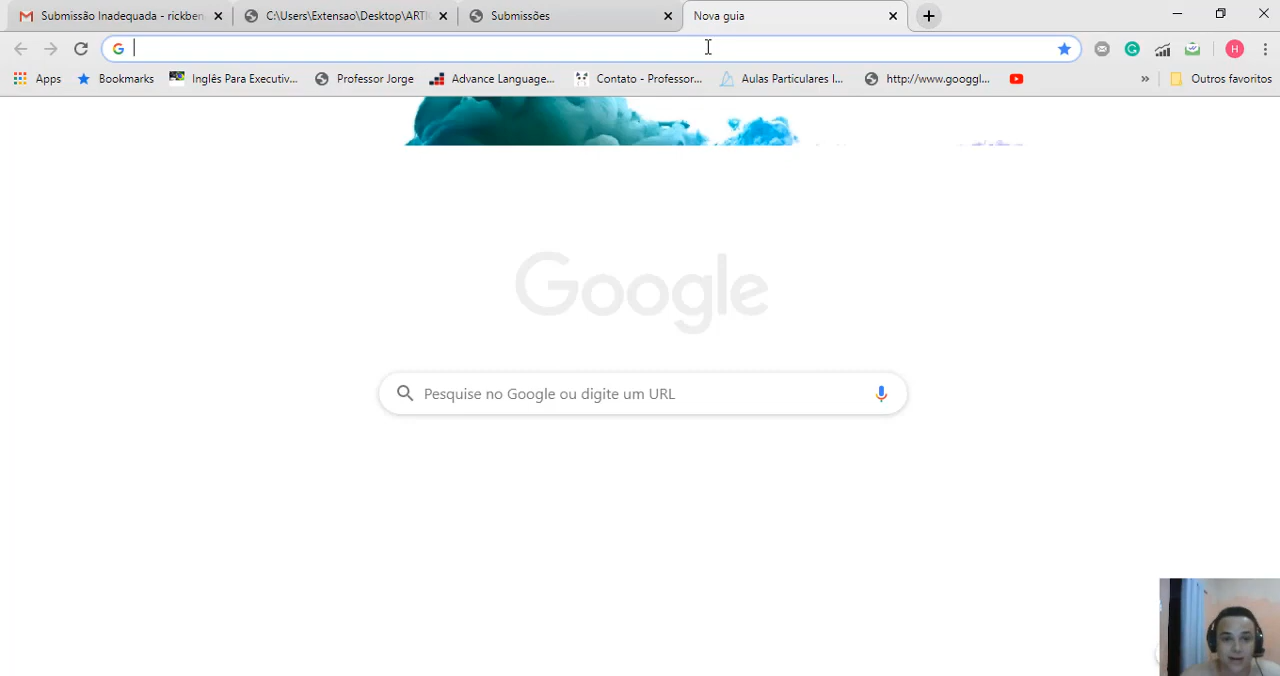 Submissão Inadequada - rickben
C:\Users\Extensao\Desktop\ARTI
Submissões
Nova guia
H
Apps
Bookmarks
Inglês Para Executiv...
Professor Jorge
Advance Language...
Contato - Professor...
Aulas Particulares I...
http://www.googgl...
»
Outros favoritos
Google
Pesquise no Google ou digite um URL